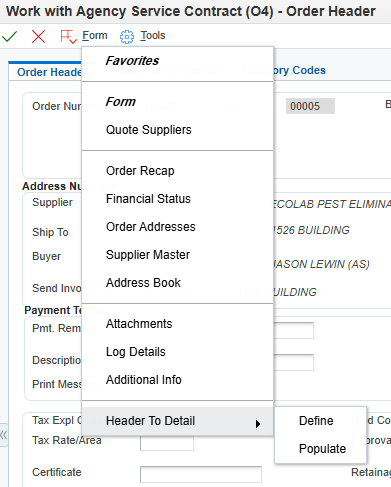 Work with Agency Service Contract (O4) - Order Header
Form Tools
Order Heade ory Codes
Order Nur 00005 B
Favorites
Form
Quote Suppliers
Order Recap
Financial Status
Order Addresses
Supplier Master
Address Book
Attachments
Log Details
Additional Info
Header To Detail
Define
Populate
Address Nu
Supplier ECOLAB PEST ELIMINA
Ship To 1526 BUILDING
Buyer JASON LEWIN (AS)
Send Invo UILDING
Payment Te
Pmt. Rem
Descriptio
Print Mess
Tax Expl C d Co
Tax Rate/Area prova
Certificate Retainag